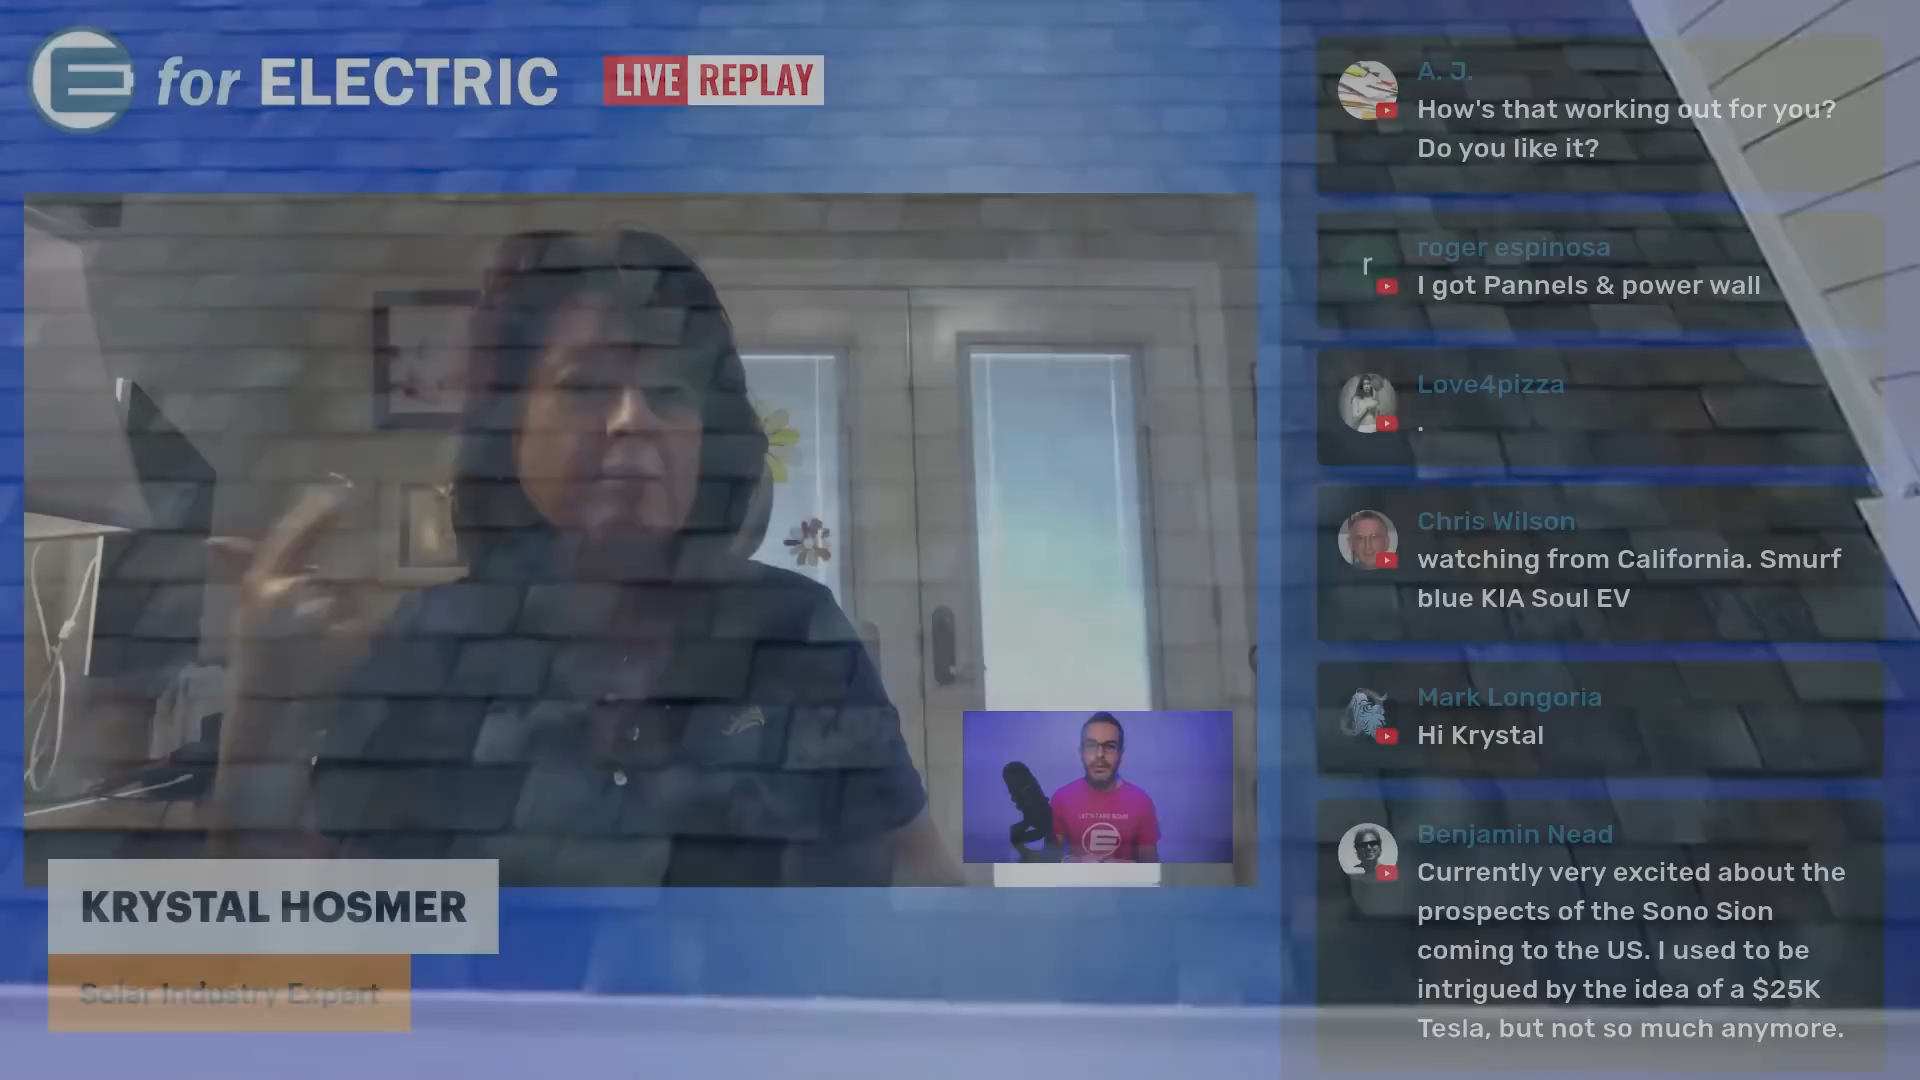 E for ELECTRIC LIVE REPLAY
A. J.
How's that working out for you?
Do you like it?
r
roger espinosa
I got Pannels & power wall
Love4pizza
.
Chris Wilson
watching from California. Smurf
blue KIA Soul EV
Mark Longoria
Hi Krystal
Benjamin Nead
Currently very excited about the
prospects of the Sono Sion
coming to the US. I used to be
intrigued by the idea of a $25K
Tesla, but not so much anymore.
LET'S TAKE
E
KRYSTAL HOSMER
Solar Industry Expert